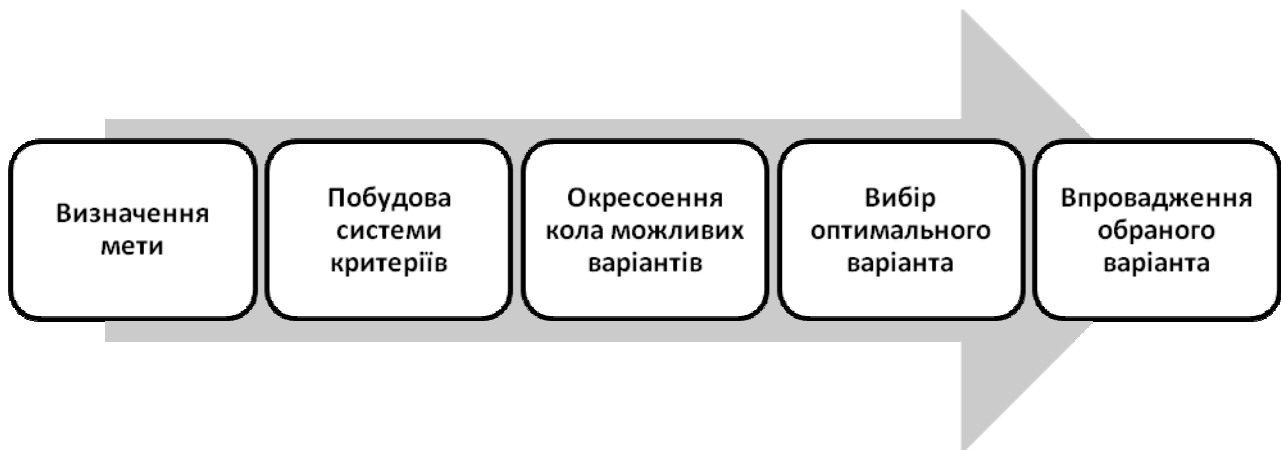 Визначення
мети
Побудова
системи
критеріїв
Окресоення
кола можливих
варіантів
Вибір
оптимального
варіанта
Впровадження
обраного
варіанта